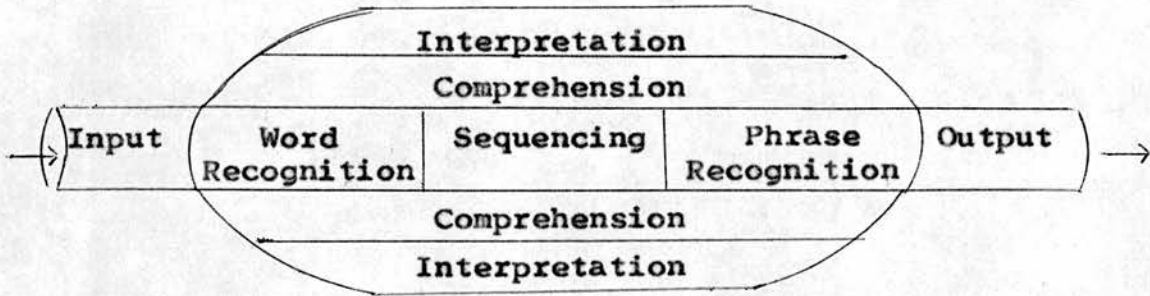 Interpretation
Comprehension
Input Word Sequencing Phrase Output
Recognition Recognition
Comprehension
Interpretation